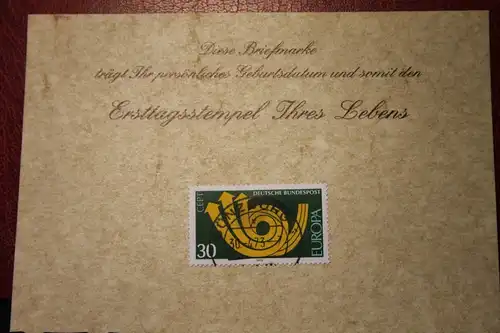 Diese Briefmarke
trägt Ihr persönliches Geburtsdatum und somit den
Ersttagsstempel Ihres Lebens
DEUTSCHE BUNDESPOST
CEPT
EUROPA
30